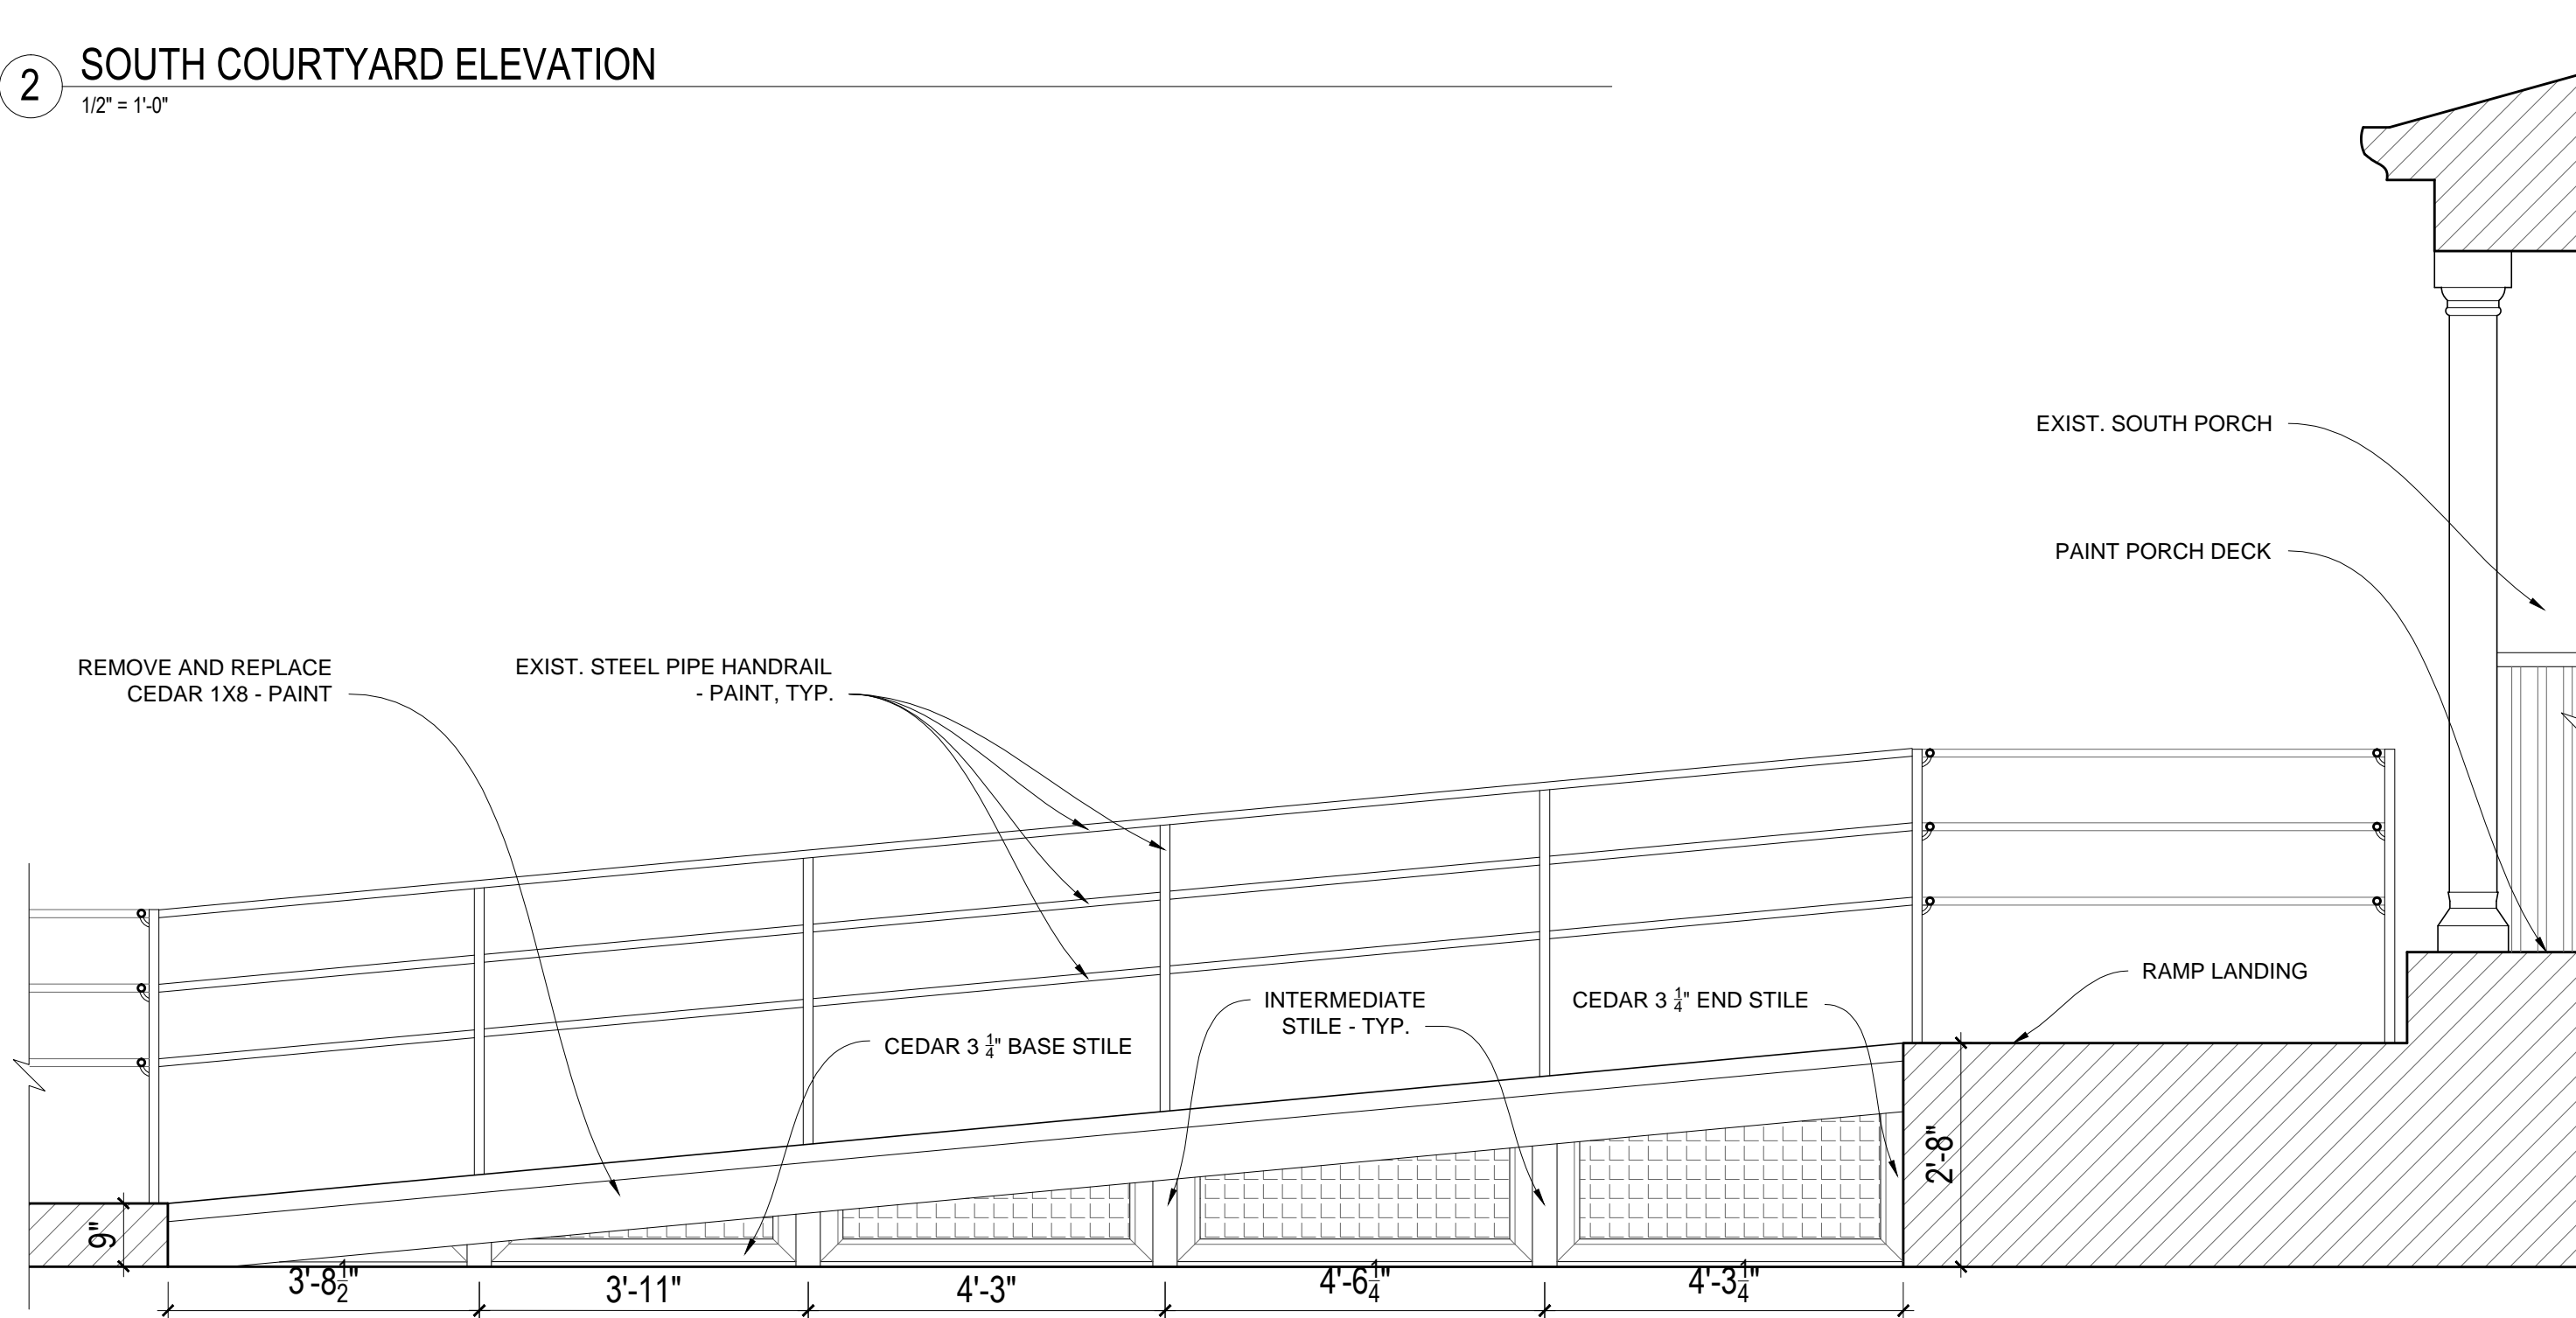 2
SOUTH COURTYARD ELEVATION
1/2" = 1'-0"
EXIST. SOUTH PORCH
PAINT PORCH DECK
REMOVE AND REPLACE
CEDAR 1X8 - PAINT
EXIST. STEEL PIPE HANDRAIL
- PAINT, TYP.
RAMP LANDING
INTERMEDIATE
STILE - TYP.
CEDAR 3 1/4" END STILE
CEDAR 3 1/4" BASE STILE
2'-8"
9"
3'-8 1/2"
3'-11"
4'-3"
4'-6 1/4"
4'-3 1/4"